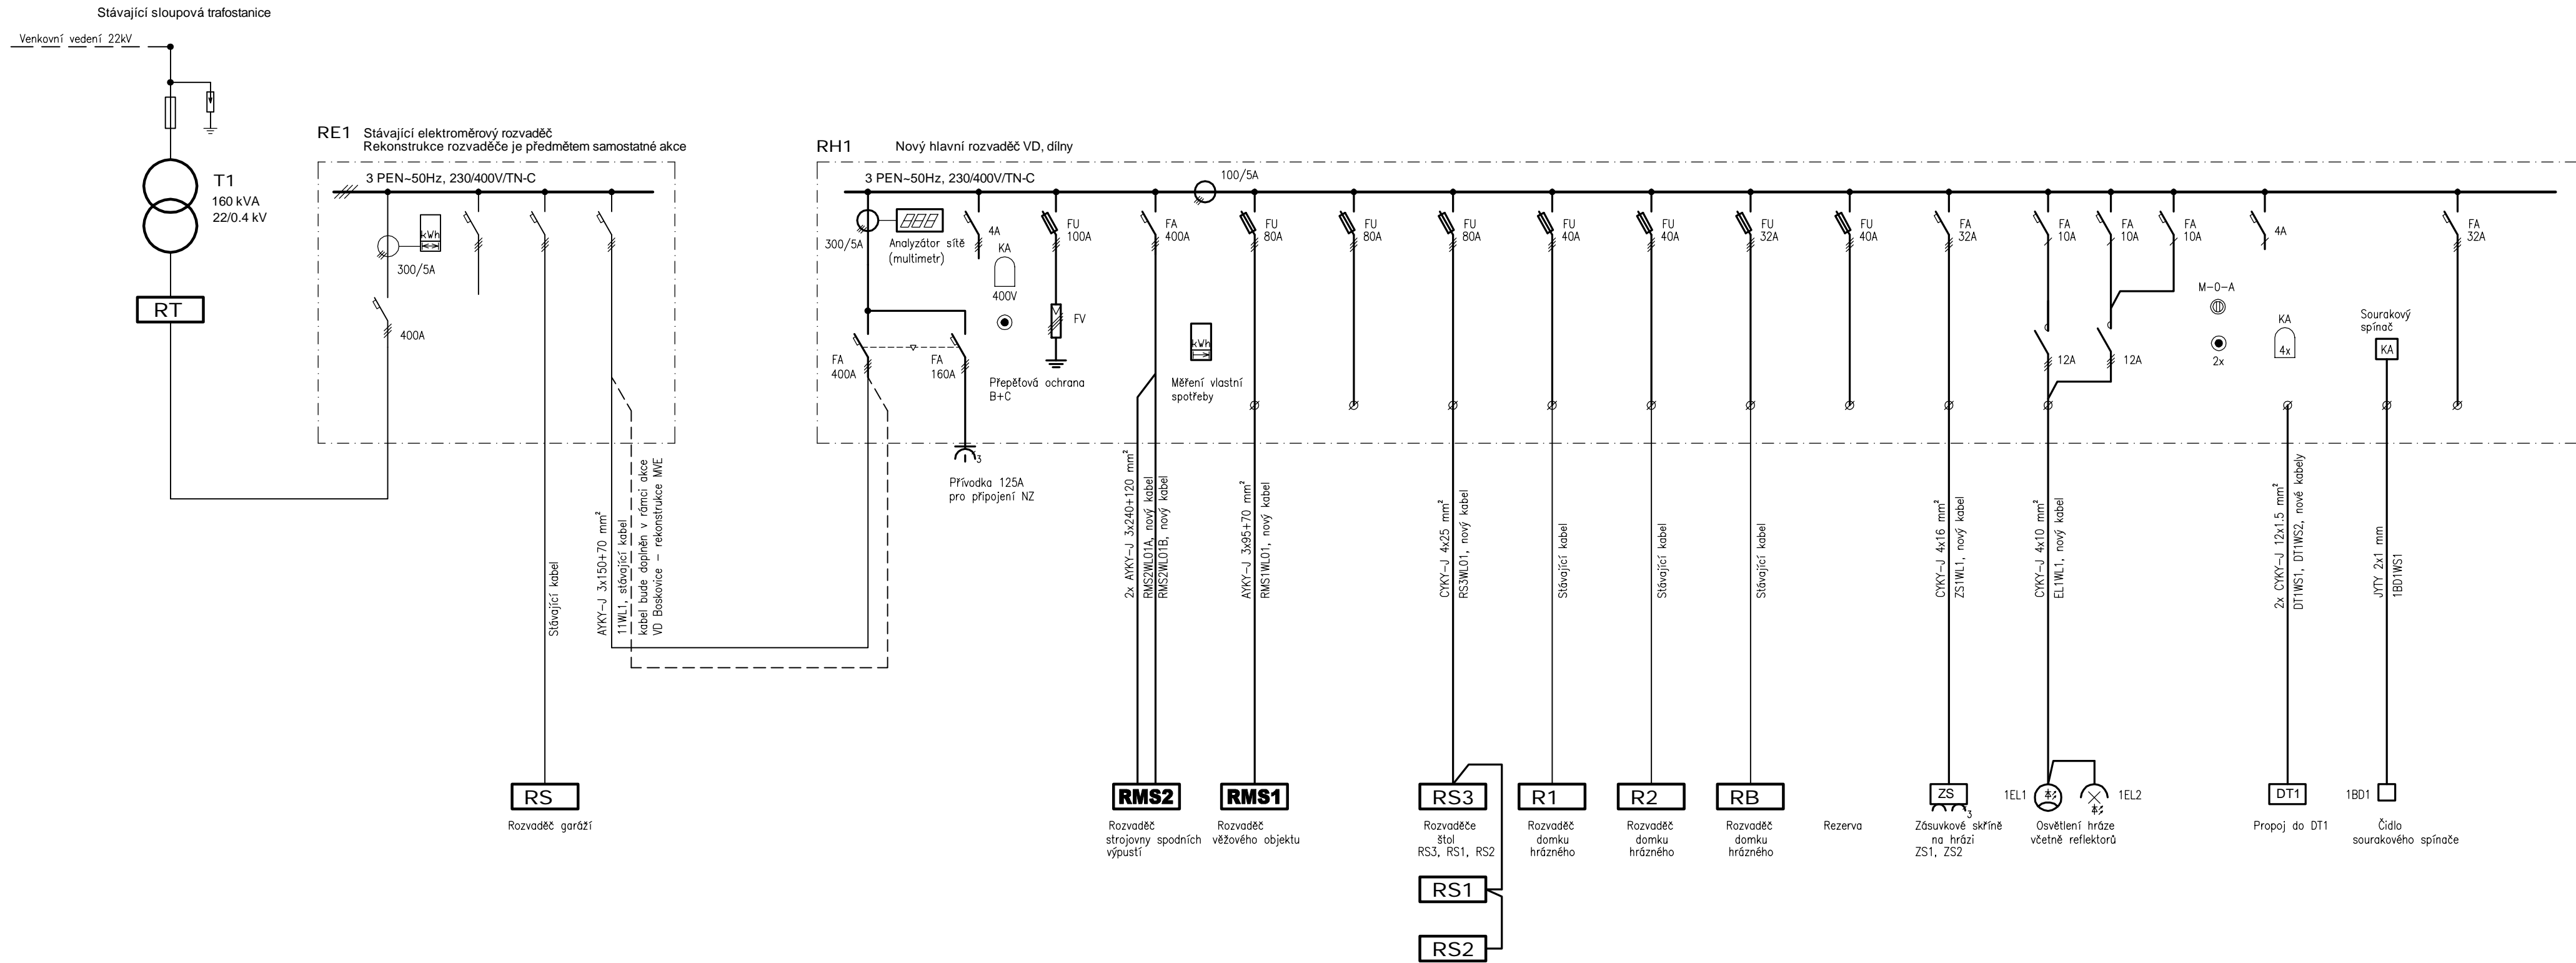 Stávající sloupová trafostanice
Venkovní vedení 22kV
T1
160 kVA
22/0.4 kV
RT
RE1
Stávající elektroměrový rozvaděč
Rekonstrukce rozvaděče je předmětem samostatné akce
3 PEN~50Hz, 230/400V/TN-C
kWh
300/5A
400A
Stávající kabel
AYKY-J 3x150+70 mm²
11WL1, stávající kabel
kabel bude doplněn v rámci akce
VD Boskovice – rekonstrukce MVE
RS
Rozvaděč garáží
RH1
Nový hlavní rozvaděč VD, dílny
3 PEN~50Hz, 230/400V/TN-C
300/5A
Analyzátor sítě
(multimetr)
4A
KA
400V
FU
100A
FV
Přepěťová ochrana
B+C
FA
400A
FA
160A
3
Přívodka 125A
pro připojení NZ
FA
400A
100/5A
kWh
Měření vlastní
spotřeby
FU
80A
FU
80A
FU
80A
FU
40A
FU
40A
FU
32A
FU
40A
FA
32A
FA
10A
FA
10A
FA
10A
12A
12A
M-0-A
2x
4A
KA
4x
Sourakový
spínač
KA
FA
32A
2x AYKY-J 3x240+120 mm²
RMS2WL01A, nový kabel
RMS2WL01B, nový kabel
AYKY-J 3x95+70 mm²
RMS1WL01, nový kabel
CYKY-J 4x25 mm²
RS3WL01, nový kabel
Stávající kabel
Stávající kabel
Stávající kabel
CYKY-J 4x16 mm²
ZS1WL1, nový kabel
CYKY-J 4x10 mm²
EL1WL1, nový kabel
2x CYKY-J 12x1.5 mm²
DT1WS1, DT1WS2, nové kabely
JYTY 2x1 mm
1BD1WS1
RMS2
Rozvaděč
strojovny spodních
výpustí
RMS1
Rozvaděč
věžového objektu
RS3
Rozvaděče
štol
RS3, RS1, RS2
RS1
RS2
R1
Rozvaděč
domku
hrázného
R2
Rozvaděč
domku
hrázného
RB
Rozvaděč
domku
hrázného
Rezerva
ZS
3
Zásuvkové skříně
na hrázi
ZS1, ZS2
1EL1
1EL2
Osvětlení hráze
včetně reflektorů
DT1
Propoj do DT1
1BD1
Čidlo
sourakového spínače